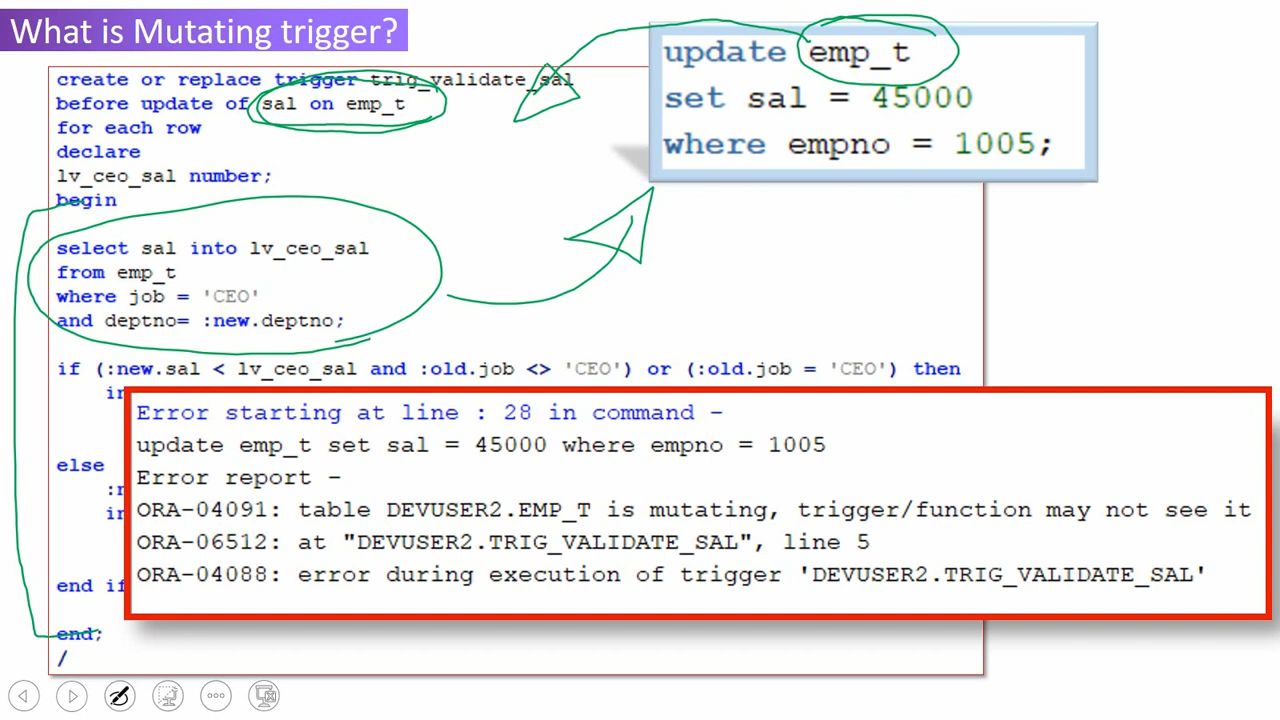 What is Mutating trigger?
update emp_t
set sal = 45000
where empno = 1005;
create or replace trigger trig_validate_sal
before update of sal on emp_t
for each row
declare
lv_ceo_sal number;
begin
select sal into lv_ceo_sal
from emp_t
where job = 'CEO'
and deptno= :new.deptno;
if (:new.sal < lv_ceo_sal and :old.job <> 'CEO') or (:old.job = 'CEO') then
in
else
:n
in
end if
end;
/
Error starting at line : 28 in command -
update emp_t set sal = 45000 where empno = 1005
Error report -
ORA-04091: table DEVUSER2.EMP_T is mutating, trigger/function may not see it
ORA-06512: at "DEVUSER2.TRIG_VALIDATE_SAL", line 5
ORA-04088: error during execution of trigger 'DEVUSER2.TRIG_VALIDATE_SAL'